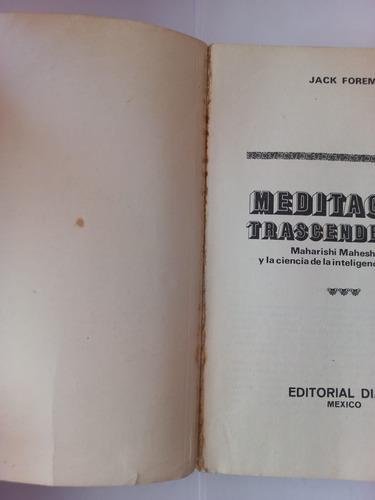 JACK FOREM
MEDITAC
TRASCENDE
Maharishi Mahesh
y la ciencia de la inteligenc
EDITORIAL DI
MEXICO